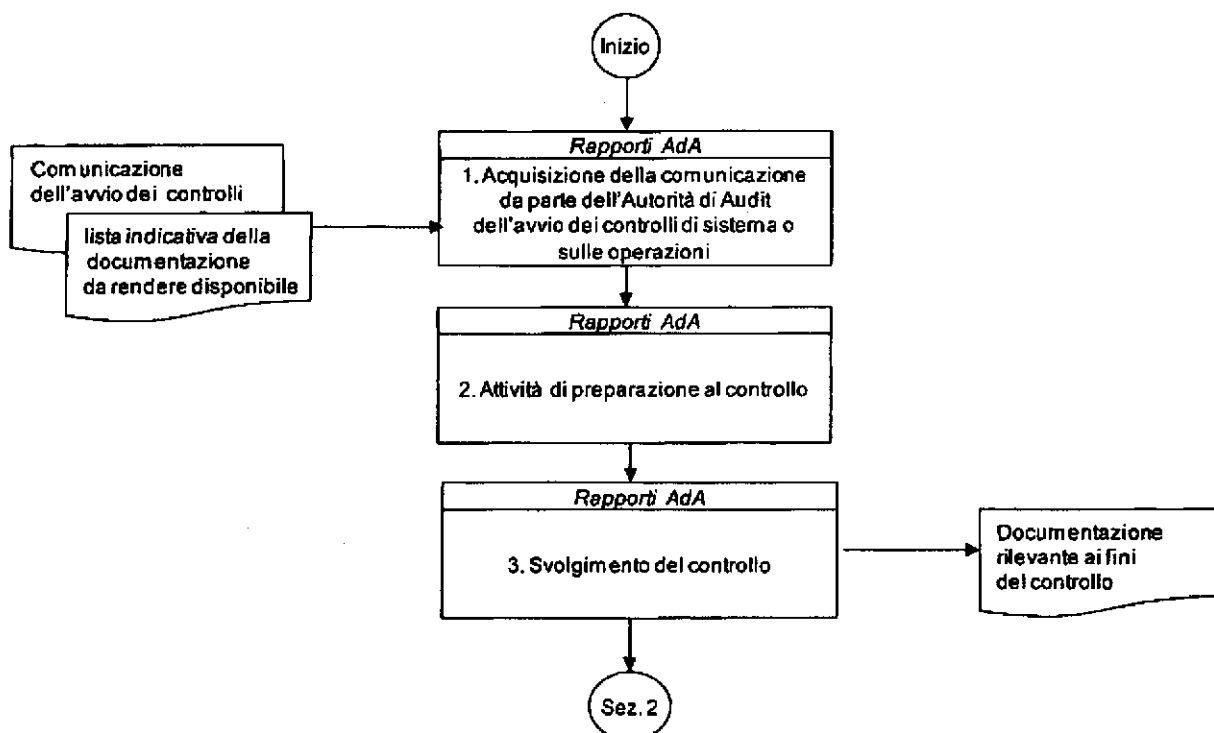 Inizio
Comunicazione
dell'avvio dei controlli
lista indicativa della
documentazione
da rendere disponibile
Rapporti AdA
1. Acquisizione della comunicazione
da parte dell'Autorità di Audit
dell'avvio dei controlli di sistema o
sulle operazioni
Rapporti AdA
2. Attività di preparazione al controllo
Rapporti AdA
3. Svolgimento del controllo
Documentazione
rilevante ai fini
del controllo
Sez. 2